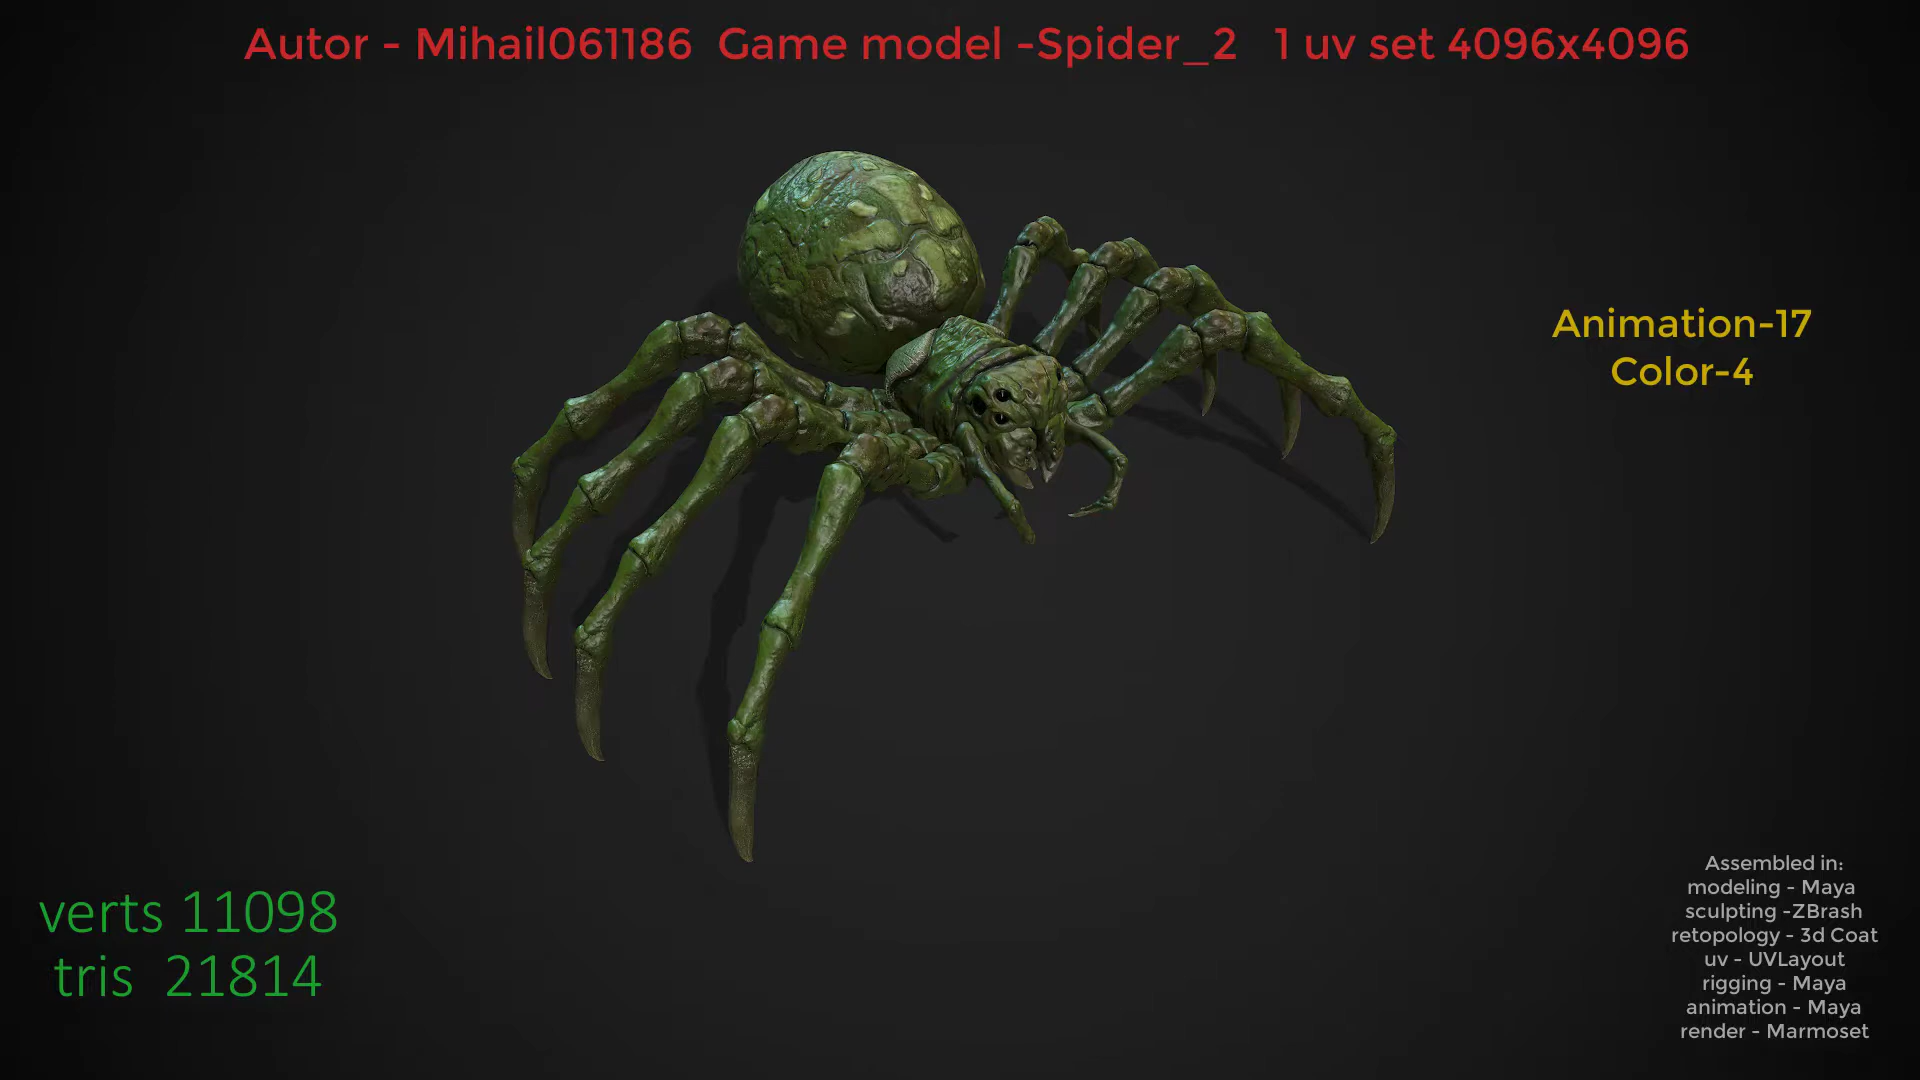 Autor - Mihail061186  Game model -Spider_2   1 uv set 4096x4096
Animation-17
Color-4
verts 11098
tris  21814
Assembled in:
modeling - Maya
sculpting -ZBrash
retopology - 3d Coat
uv - UVLayout
rigging - Maya
animation - Maya
render - Marmoset